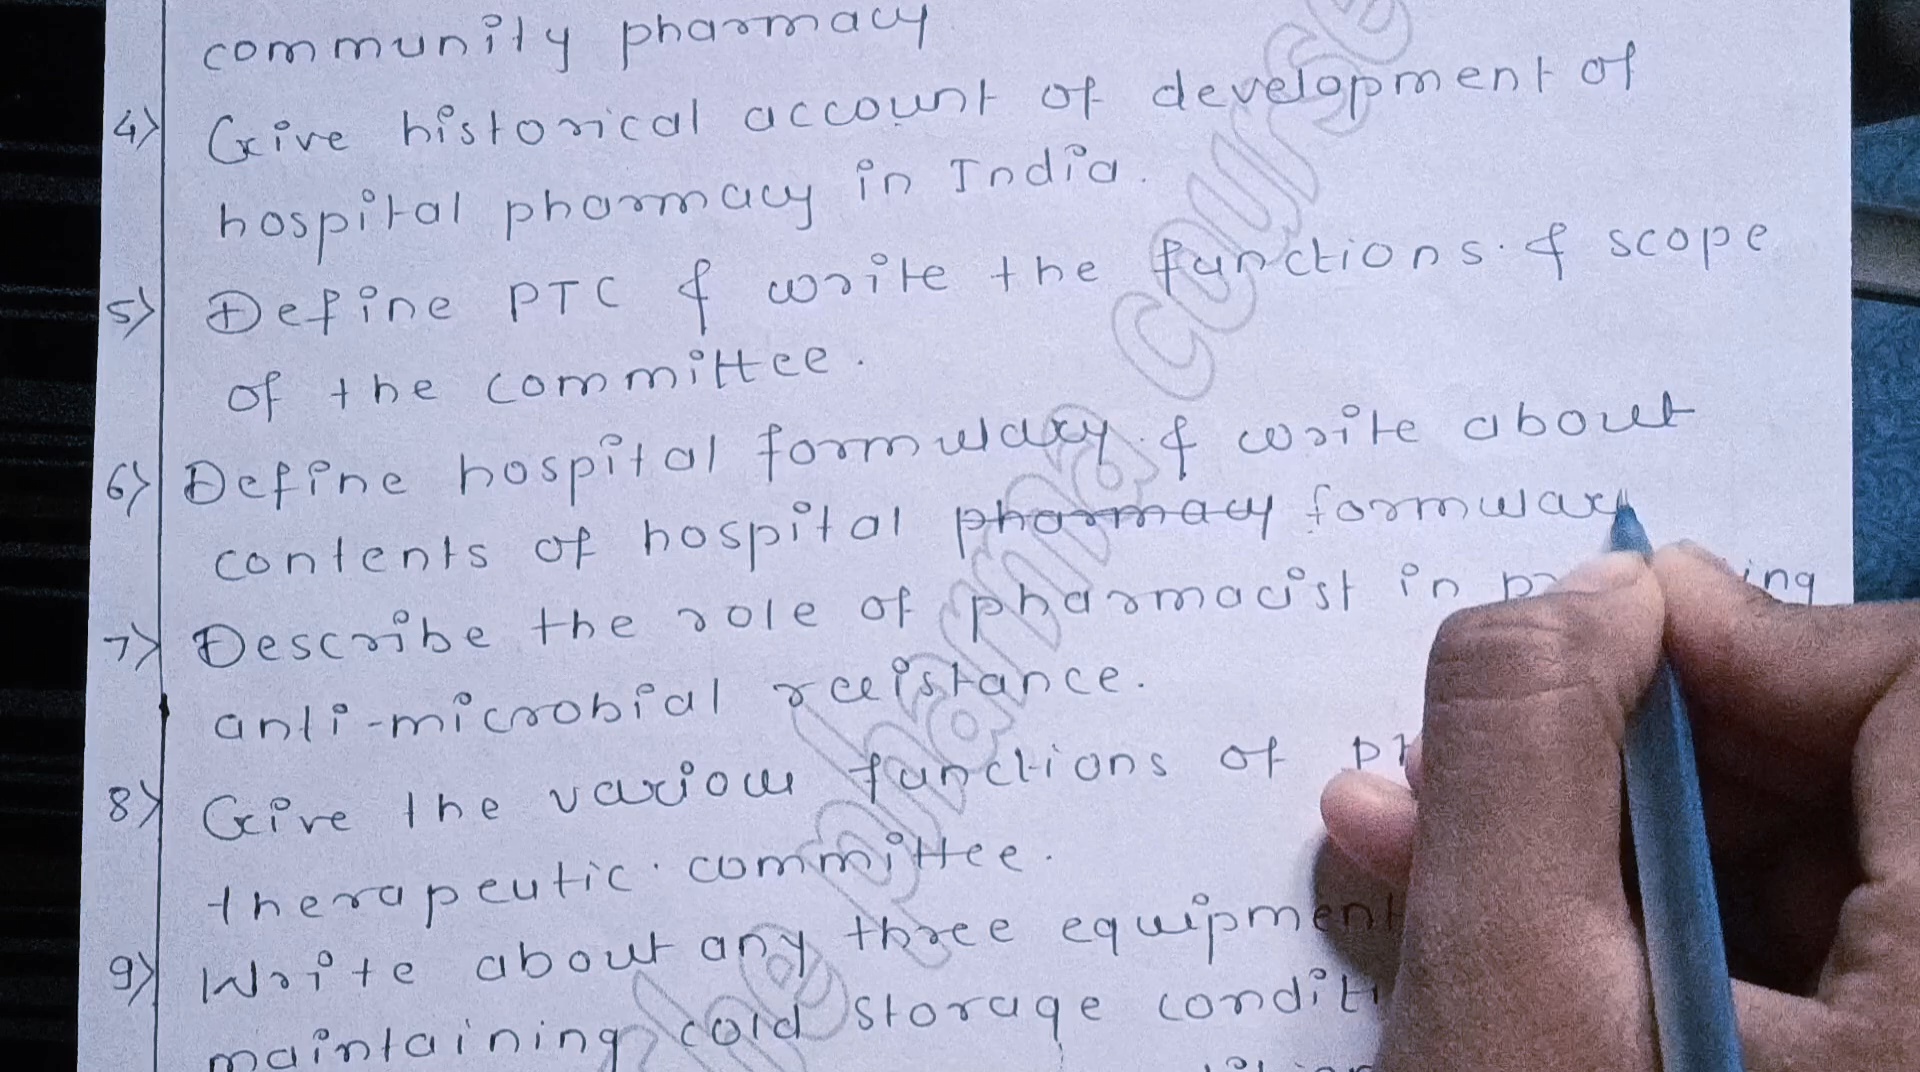 community pharmacy
4) Give historical account of development of
hospital pharmacy in India.
5) Define PTC & write the functions & scope
of the committee.
6) Define hospital formulary & write about
contents of hospital pharmacy formulary
7) Describe the role of pharmacist in
anti-microbial reeistance.
8) Give the various functions of
therapeutic committee.
9) Write about any three equipment
maintaining cold storage condit